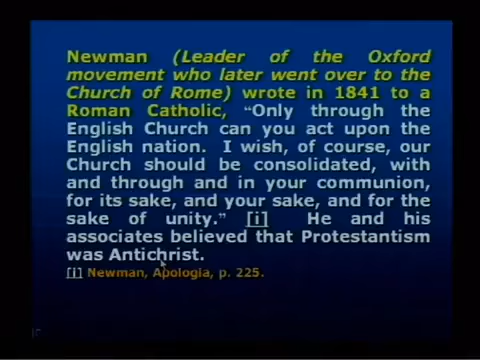 Newman (Leader of the Oxford
movement who later went over to the
Church of Rome) wrote in 1841 to a
Roman Catholic, “Only through the
English Church can you act upon the
English nation. I wish, of course, our
Church should be consolidated, with
and through and in your communion,
for its sake, and your sake, and for the
sake of unity.” [i] He and his
associates believed that Protestantism
was Antichrist.
[i] Newman, Apologia, p. 225.